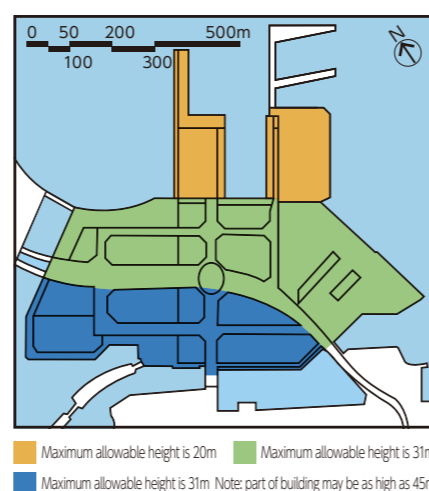 0 50 200 500m
100 300
N
Maximum allowable height is 20m Maximum allowable height is 31m
Maximum allowable height is 31m Note: part of building may be as high as 45m